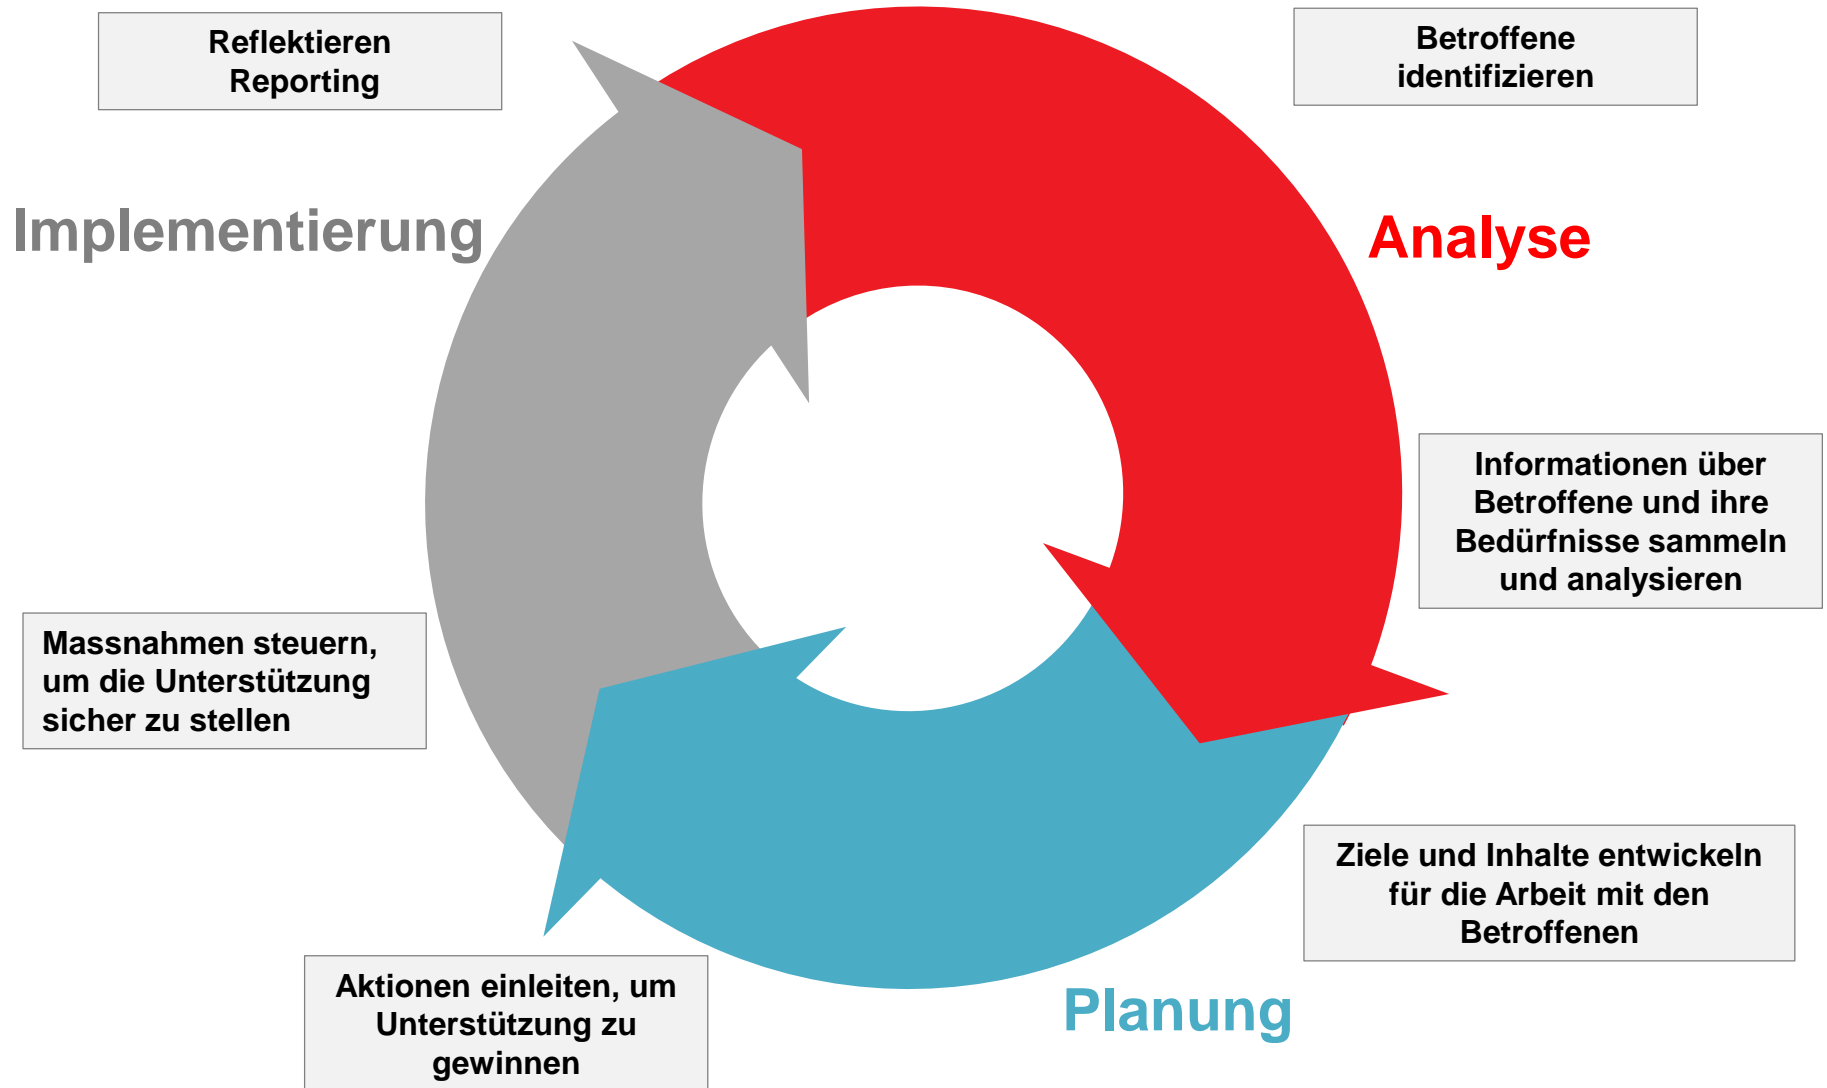 Reflektieren
Reporting
Betroffene
identifizieren
Implementierung
Analyse
Informationen über
Betroffene und ihre
Bedürfnisse sammeln
und analysieren
Massnahmen steuern,
um die Unterstützung
sicher zu stellen
Ziele und Inhalte entwickeln
für die Arbeit mit den
Betroffenen
Aktionen einleiten, um
Unterstützung zu
gewinnen
Planung